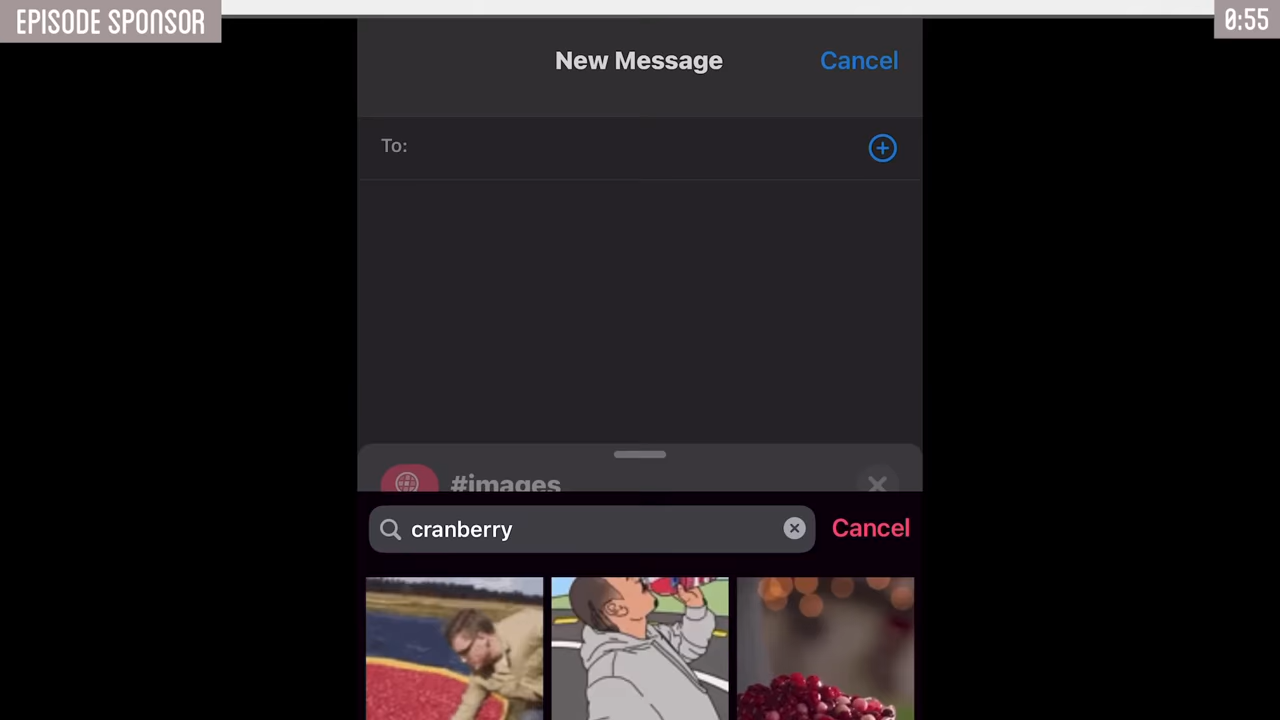 EPISODE SPONSOR
0:55
New Message
Cancel
To:
#images
cranberry
Cancel